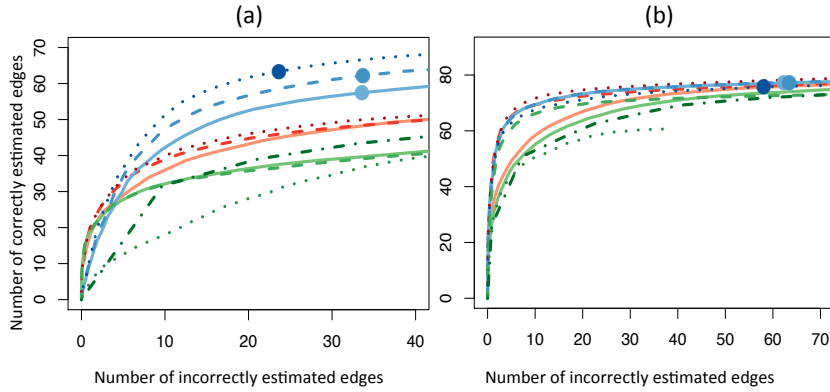 (a)
(b)
Number of correctly estimated edges
70
60
50
40
30
20
10
0
0 10 20 30 40
Number of incorrectly estimated edges
80
60
40
20
0
0 10 20 30 40 50 60 70
Number of incorrectly estimated edges